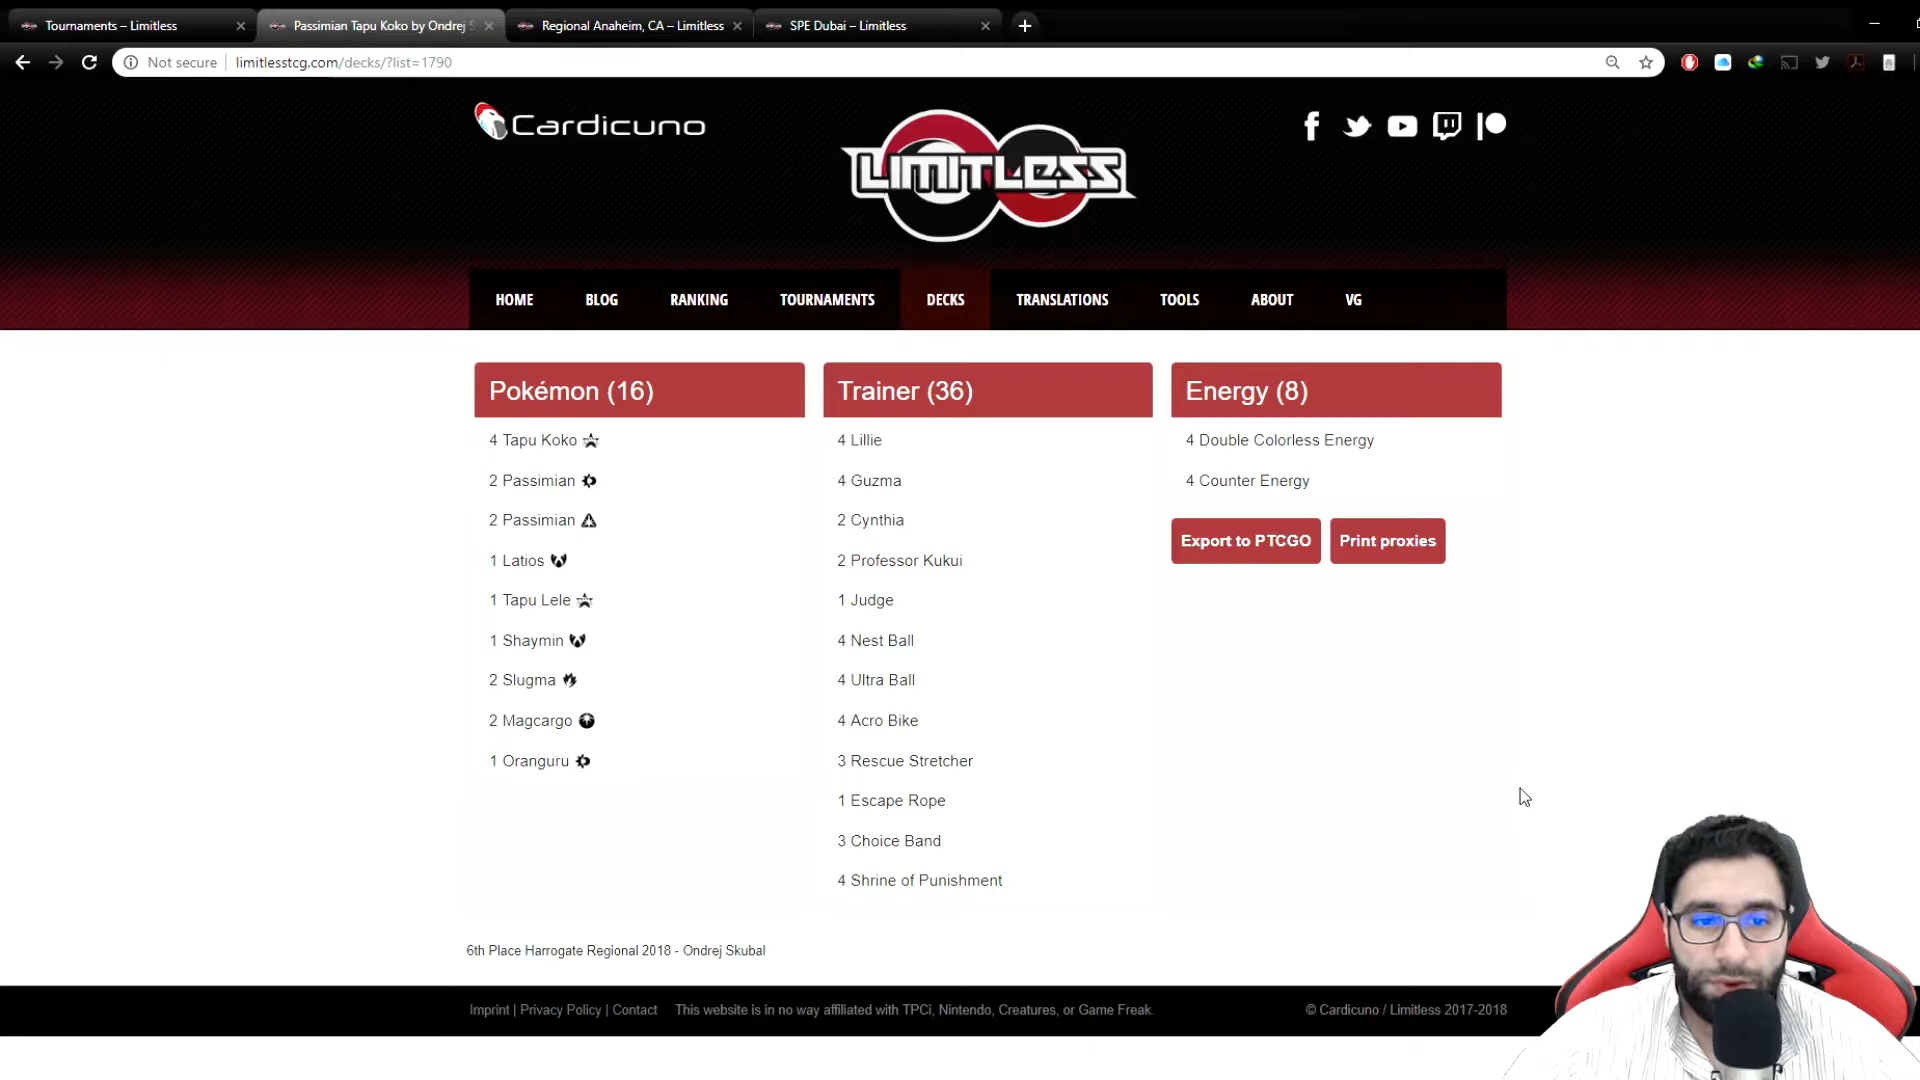 Tournaments – Limitless
Passimian Tapu Koko by Ondrej S
Regional Anaheim, CA – Limitless
SPE Dubai – Limitless
Not secure
limitlesstcg.com/decks/?list=1790
Cardicuno
LIMITLESS
HOME
BLOG
RANKING
TOURNAMENTS
DECKS
TRANSLATIONS
TOOLS
ABOUT
VG
Pokémon (16)
4 Tapu Koko
2 Passimian
2 Passimian
1 Latios
1 Tapu Lele
1 Shaymin
2 Slugma
2 Magcargo
1 Oranguru
Trainer (36)
4 Lillie
4 Guzma
2 Cynthia
2 Professor Kukui
1 Judge
4 Nest Ball
4 Ultra Ball
4 Acro Bike
3 Rescue Stretcher
1 Escape Rope
3 Choice Band
4 Shrine of Punishment
Energy (8)
4 Double Colorless Energy
4 Counter Energy
Export to PTCGO
Print proxies
6th Place Harrogate Regional 2018 - Ondrej Skubal
Imprint | Privacy Policy | Contact
This website is in no way affiliated with TPCi, Nintendo, Creatures, or Game Freak.
© Cardicuno / Limitless 2017-2018